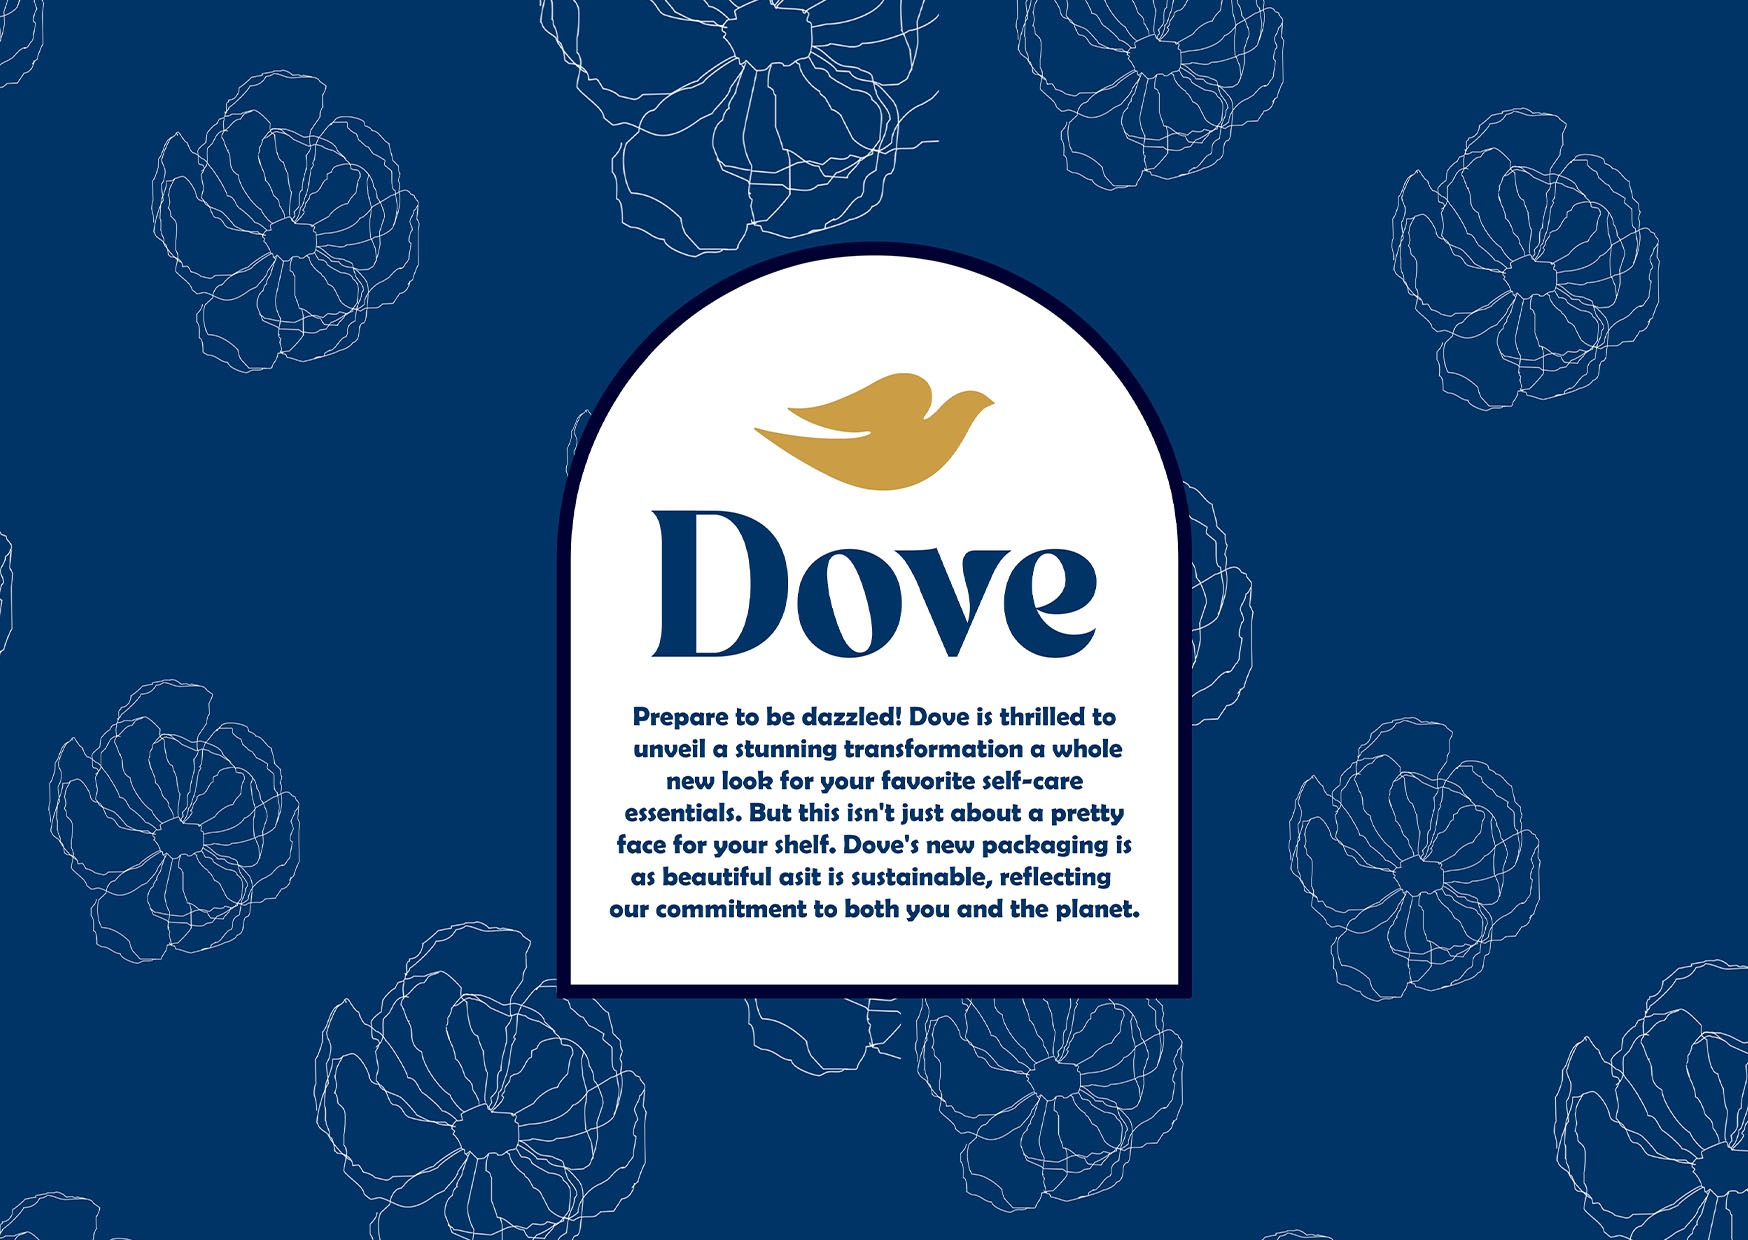 Dove
Prepare to be dazzled! Dove is thrilled to
unveil a stunning transformation a whole
new look for your favorite self-care
essentials. But this isn't just about a pretty
face for your shelf. Dove's new packaging is
as beautiful asit is sustainable, reflecting
our commitment to both you and the planet.